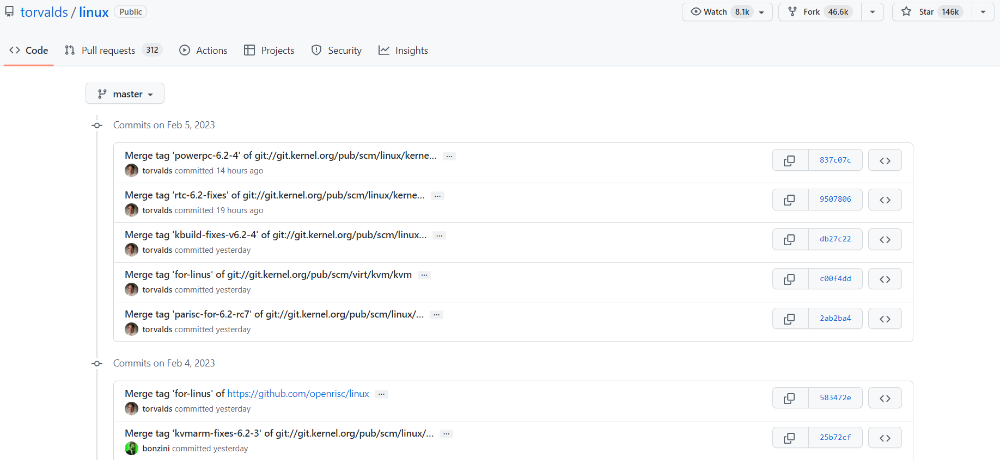 torvalds / linux Public Watch 8.1k Fork 46.6k Star 146k
Code Pull requests 312 Actions Projects Security Insights
master
Commits on Feb 5, 2023
Merge tag 'powerpc-6.2-4' of git://git.kernel.org/pub/scm/linux/kerne... ...
837c07c
torvalds committed 14 hours ago
Merge tag 'rtc-6.2-fixes' of git://git.kernel.org/pub/scm/linux/kerne... ...
9507806
torvalds committed 19 hours ago
Merge tag 'kbuild-fixes-v6.2-4' of git://git.kernel.org/pub/scm/linux... ...
db27c22
torvalds committed yesterday
Merge tag 'for-linus' of git://git.kernel.org/pub/scm/virt/kvm/kvm ...
c00f4dd
torvalds committed yesterday
Merge tag 'parisc-for-6.2-rc7' of git://git.kernel.org/pub/scm/linux/... ...
2ab2ba4
torvalds committed yesterday
Commits on Feb 4, 2023
Merge tag 'for-linus' of https://github.com/openrisc/linux ...
583472e
torvalds committed yesterday
Merge tag 'kvmarm-fixes-6.2-3' of git://git.kernel.org/pub/scm/linux/... ...
25b72cf
bonzini committed yesterday